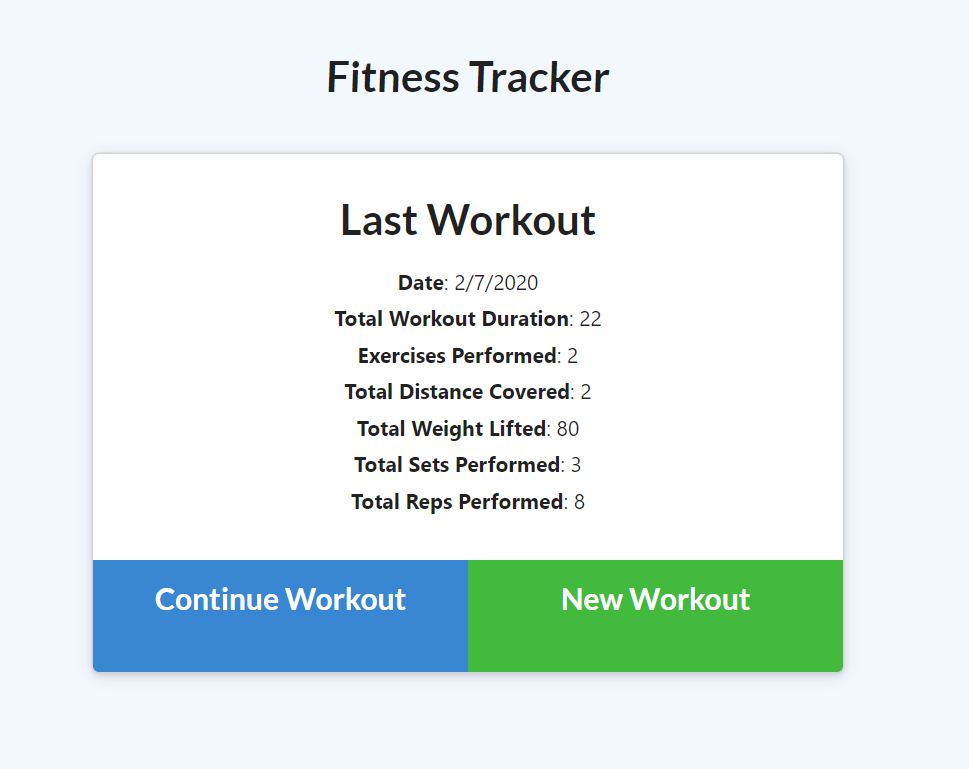 Fitness Tracker
Last Workout
Date: 2/7/2020
Total Workout Duration: 22
Exercises Performed: 2
Total Distance Covered: 2
Total Weight Lifted: 80
Total Sets Performed: 3
Total Reps Performed: 8
Continue Workout
New Workout